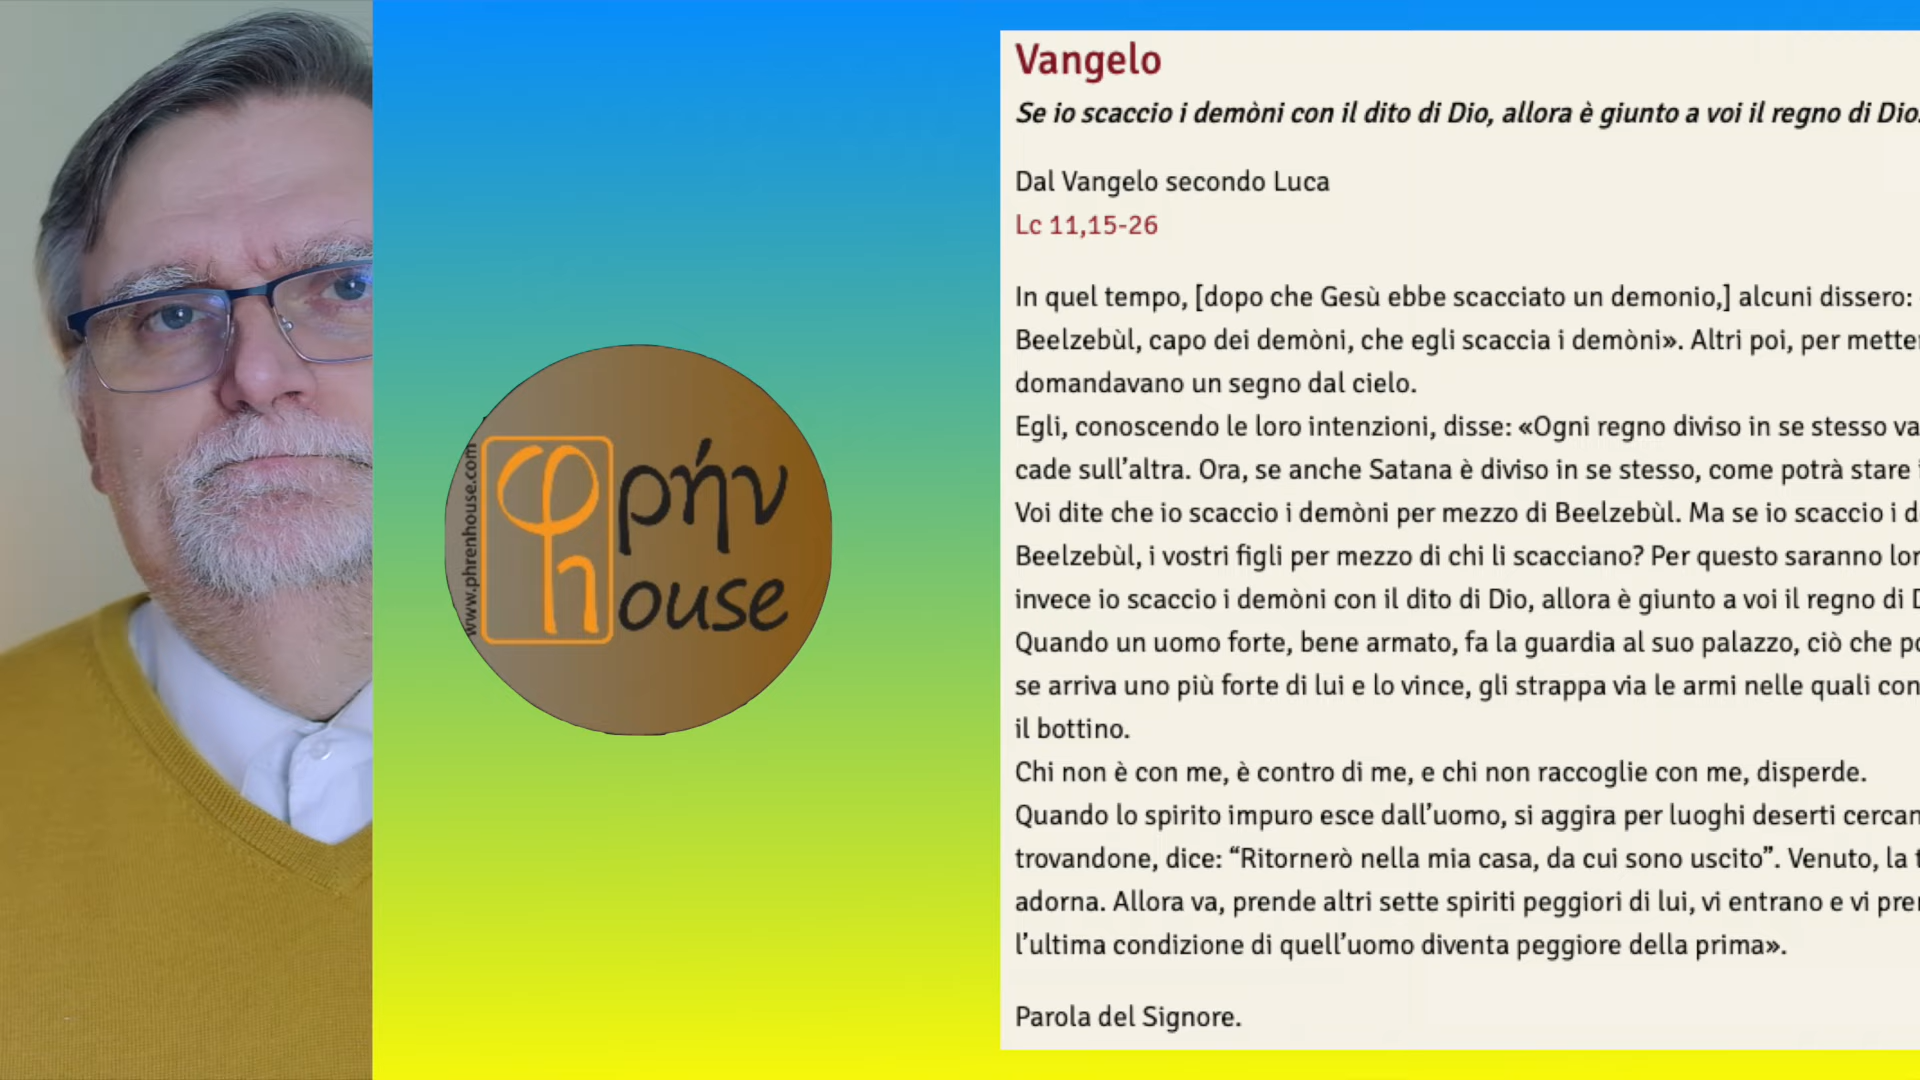 www.phrenhouse.com
φρήν
house
Vangelo
Se io scaccio i demòni con il dito di Dio, allora è giunto a voi il regno di Dio.
Dal Vangelo secondo Luca
Lc 11,15-26
In quel tempo, [dopo che Gesù ebbe scacciato un demonio,] alcuni dissero:
Beelzebùl, capo dei demòni, che egli scaccia i demòni». Altri poi, per
domandavano un segno dal cielo.
Egli, conoscendo le loro intenzioni, disse: «Ogni regno diviso in se stesso va
cade sull’altra. Ora, se anche Satana è diviso in se stesso, come potrà stare
Voi dite che io scaccio i demòni per mezzo di Beelzebùl. Ma se io scaccio i
Beelzebùl, i vostri figli per mezzo di chi li scacciano? Per questo saranno
invece io scaccio i demòni con il dito di Dio, allora è giunto a voi il regno di
Quando un uomo forte, bene armato, fa la guardia al suo palazzo, ciò che
se arriva uno più forte di lui e lo vince, gli strappa via le armi nelle quali
il bottino.
Chi non è con me, è contro di me, e chi non raccoglie con me, disperde.
Quando lo spirito impuro esce dall’uomo, si aggira per luoghi deserti
trovandone, dice: “Ritornerò nella mia casa, da cui sono uscito”. Venuto, la
adorna. Allora va, prende altri sette spiriti peggiori di lui, vi entrano e vi
l’ultima condizione di quell’uomo diventa peggiore della prima».
Parola del Signore.